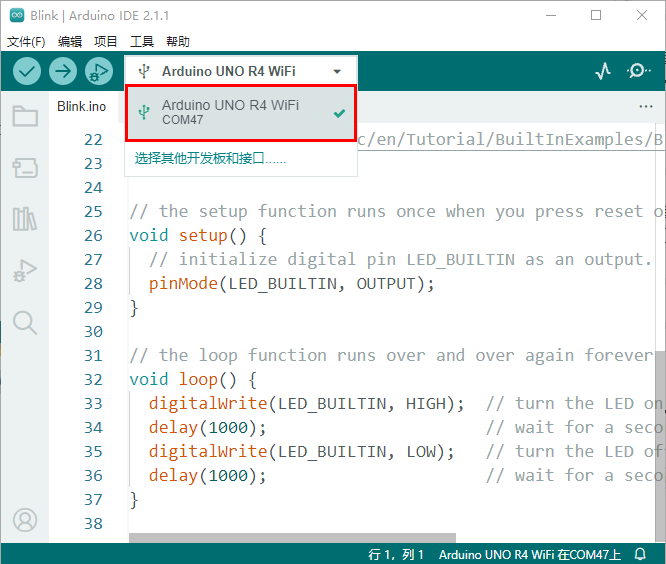 Blink | Arduino IDE 2.1.1
文件(F) 编辑 项目 工具 帮助
Arduino UNO R4 WiFi
Blink.ino
Arduino UNO R4 WiFi
COM47
选择其他开发板和接口......
22 c/en/Tutorial/BuiltInExamples/B
23
24
25 // the setup function runs once when you press reset o
26 void setup() {
27 // initialize digital pin LED_BUILTIN as an output.
28 pinMode(LED_BUILTIN, OUTPUT);
29 }
30
31 // the loop function runs over and over again forever
32 void loop() {
33 digitalWrite(LED_BUILTIN, HIGH); // turn the LED on
34 delay(1000); // wait for a seco
35 digitalWrite(LED_BUILTIN, LOW); // turn the LED of
36 delay(1000); // wait for a seco
37 }
38
行 1，列 1 Arduino UNO R4 WiFi 在COM47上